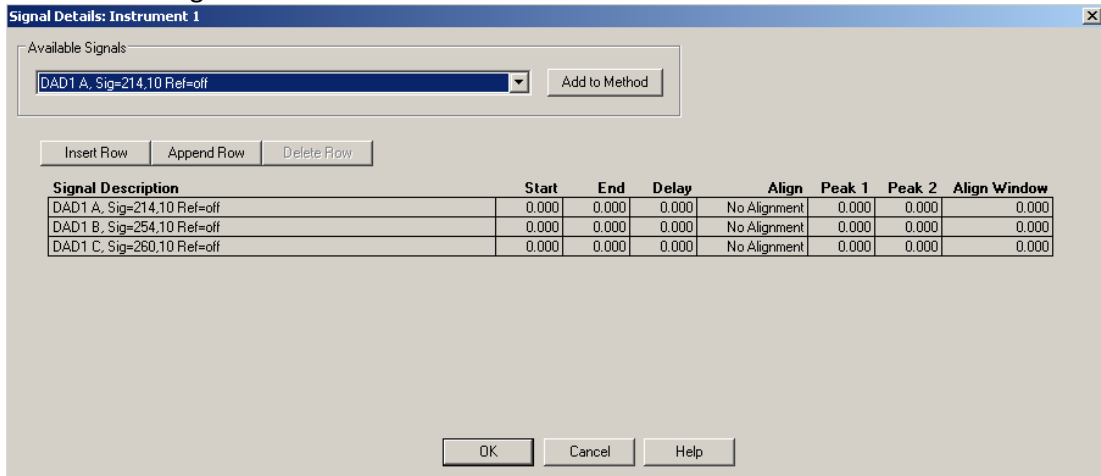 Signal Details: Instrument 1
Available Signals
DAD1 A, Sig=214,10 Ref=off
Add to Method
Insert Row Append Row Delete Row
Signal Description Start End Delay Align Peak 1 Peak 2 Align Window
DAD1 A, Sig=214,10 Ref=off 0.000 0.000 0.000 No Alignment 0.000 0.000 0.000
DAD1 B, Sig=254,10 Ref=off 0.000 0.000 0.000 No Alignment 0.000 0.000 0.000
DAD1 C, Sig=260,10 Ref=off 0.000 0.000 0.000 No Alignment 0.000 0.000 0.000
OK Cancel Help